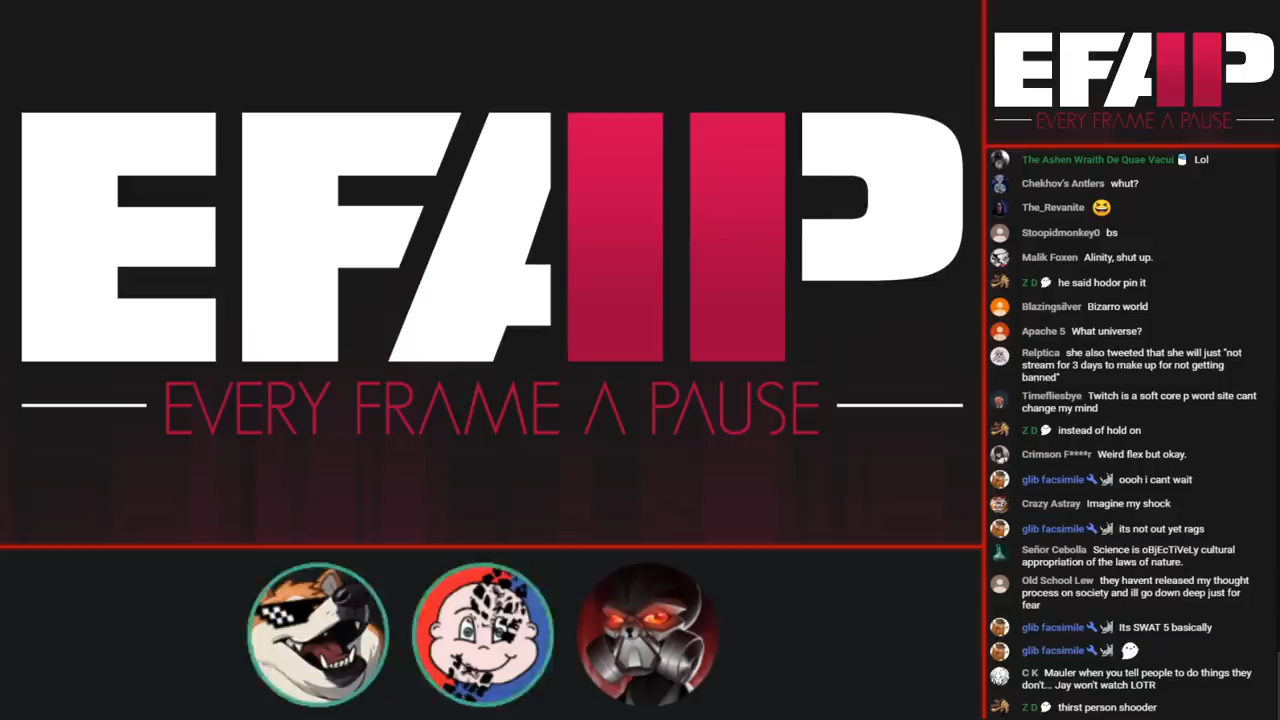 EFAP
EVERY FRAME A PAUSE
EFAP
EVERY FRAME A PAUSE
The Ashen Wraith De Quae Vacui Lol
Chekhov's Antlers whut?
The_Revanite
Stoopidmonkey0 bs
Malik Foxen Alinity, shut up.
Z D he said hodor pin it
Blazingsilver Bizarro world
Apache 5 What universe?
Relptica she also tweeted that she will just "not
stream for 3 days to make up for not getting
banned"
Timefliesbye Twitch is a soft core p word site cant
change my mind
Z D instead of hold on
Crimson F****r Weird flex but okay.
glib facsimile oooh i cant wait
Crazy Astray Imagine my shock
glib facsimile its not out yet rags
Señor Cebolla Science is oBjEcTiVeLy cultural
appropriation of the laws of nature.
Old School Lew they havent released my thought
process on society and ill go down deep just for
fear
glib facsimile Its SWAT 5 basically
glib facsimile
C K Mauler when you tell people to do things they
don't... Jay won't watch LOTR
Z D thirst person shooder